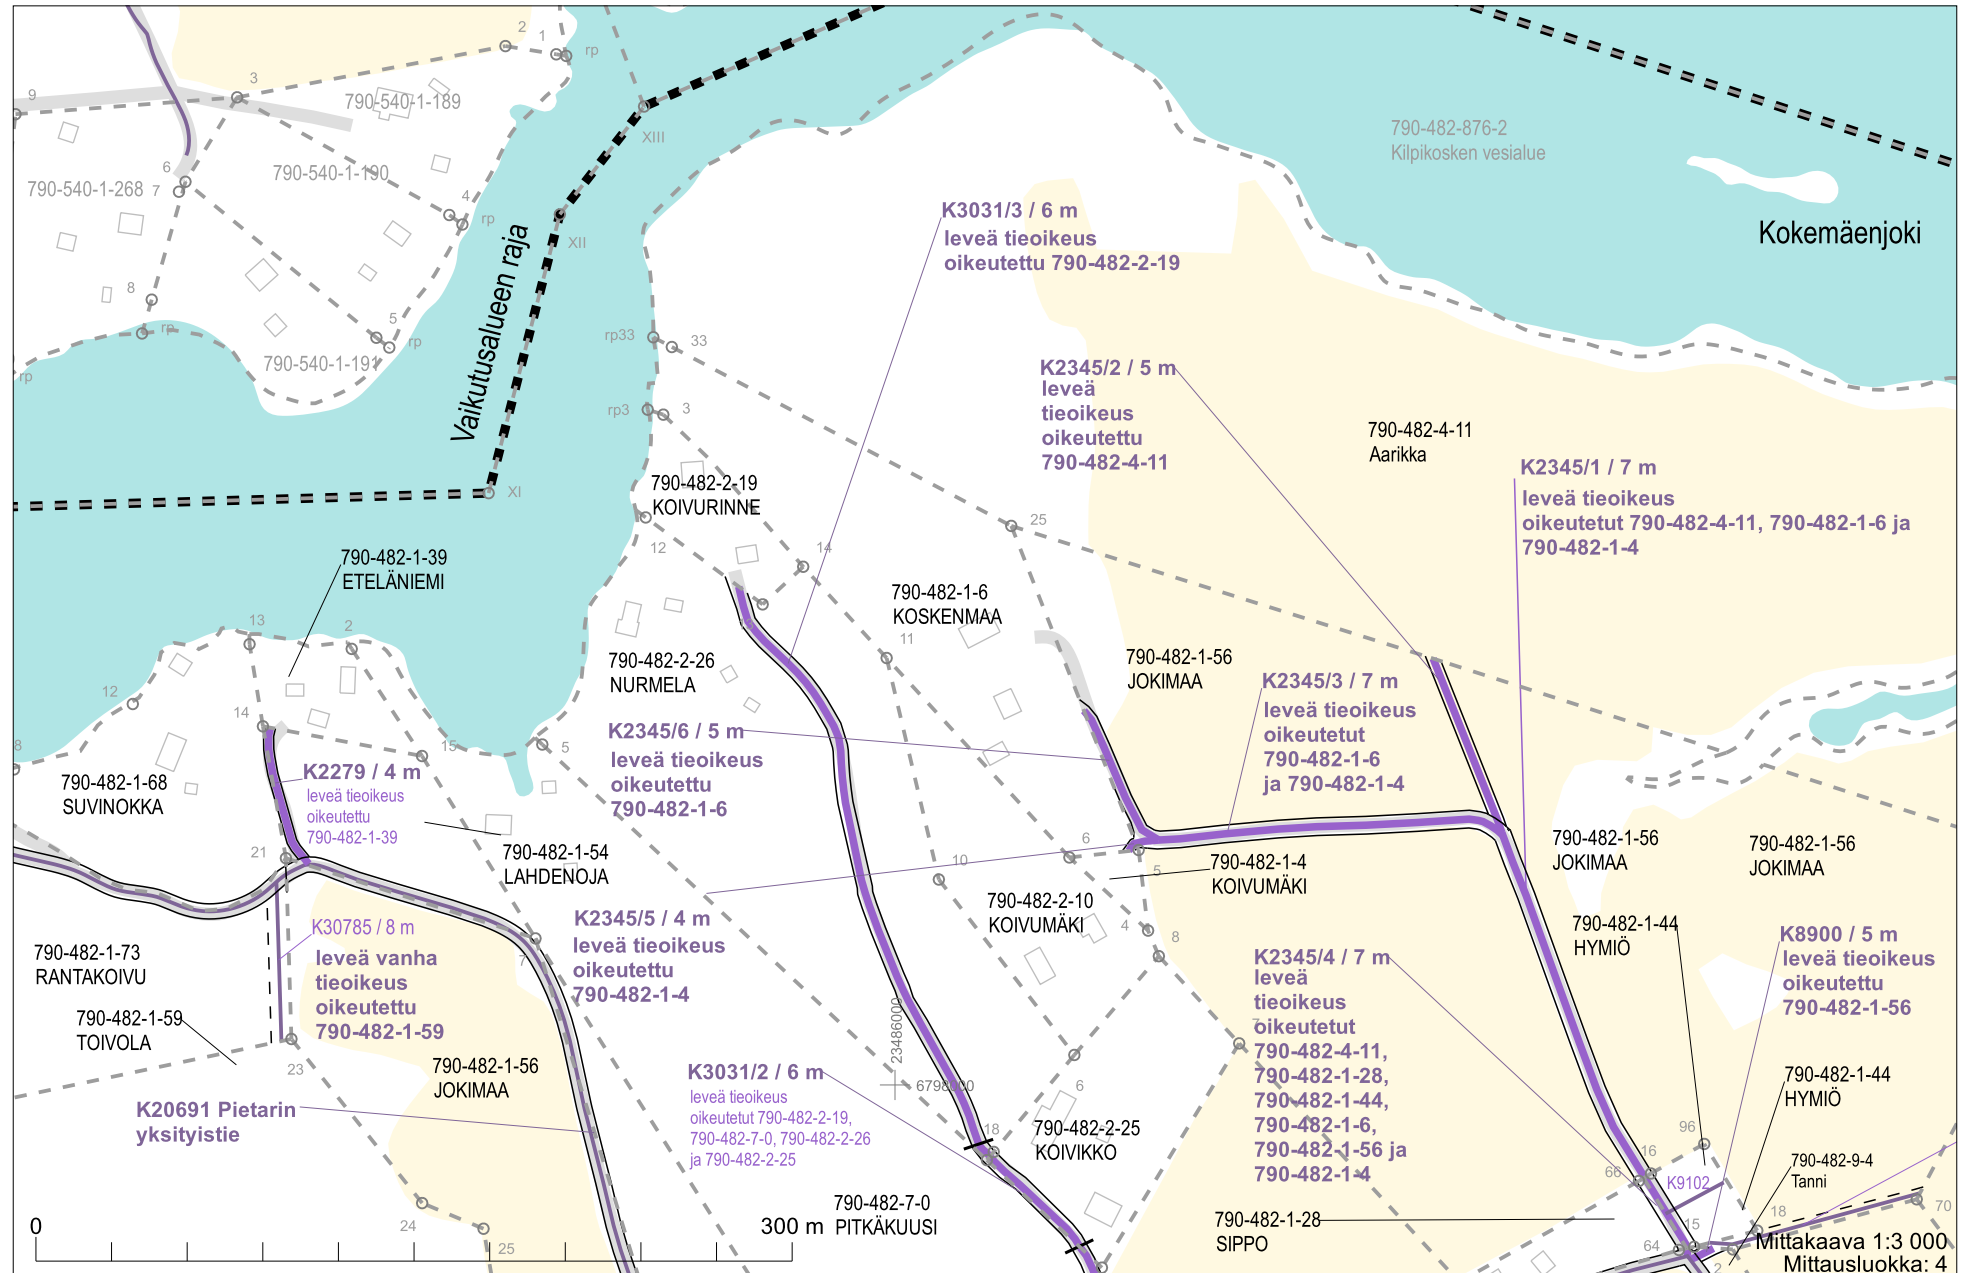 2
1
rp
3
9
790-540-1-189
XIII
790-482-876-2
Kilpikosken vesialue
6
7
790-540-1-190
790-540-1-268
4
rp
K3031/3 / 6 m
leveä tieoikeus
oikeutettu 790-482-2-19
XII
Kokemäenjoki
Vaikutusalueen raja
8
rp
5
rp
790-540-1-191
rp
rp33
33
K2345/2 / 5 m
leveä
tieoikeus
oikeutettu
790-482-4-11
rp3
3
790-482-4-11
Aarikka
K2345/1 / 7 m
leveä tieoikeus
oikeutetut 790-482-4-11, 790-482-1-6 ja
790-482-1-4
XI
790-482-2-19
KOIVURINNE
25
12
14
790-482-1-39
ETELÄNIEMI
790-482-1-6
KOSKENMAA
13
2
11
790-482-2-26
NURMELA
790-482-1-56
JOKIMAA
K2345/3 / 7 m
leveä tieoikeus
oikeutetut
790-482-1-6
ja 790-482-1-4
12
14
15
5
8
K2345/6 / 5 m
leveä tieoikeus
oikeutettu
790-482-1-6
790-482-1-68
SUVINOKKA
K2279 / 4 m
leveä tieoikeus
oikeutettu
790-482-1-39
21
790-482-1-54
LAHDENOJA
6
10
5
790-482-1-4
KOIVUMÄKI
790-482-1-56
JOKIMAA
790-482-1-56
JOKIMAA
790-482-2-10
KOIVUMÄKI
4
8
K2345/5 / 4 m
leveä tieoikeus
oikeutettu
790-482-1-4
K30785 / 8 m
leveä vanha
tieoikeus
oikeutettu
790-482-1-59
790-482-1-73
RANTAKOIVU
7
790-482-1-44
HYMIÖ
K8900 / 5 m
leveä tieoikeus
oikeutettu
790-482-1-56
K2345/4 / 7 m
leveä
tieoikeus
oikeutetut
790-482-4-11,
790-482-1-28,
790-482-1-44,
790-482-1-6,
790-482-1-56 ja
790-482-1-4
7
790-482-1-59
TOIVOLA
23
790-482-1-56
JOKIMAA
23486000
6798600
K3031/2 / 6 m
leveä tieoikeus
oikeutetut 790-482-2-19,
790-482-7-0, 790-482-2-26
ja 790-482-2-25
6
790-482-1-44
HYMIÖ
K20691 Pietarin
yksityistie
18
790-482-2-25
KOIVIKKO
96
16
66
K9102
790-482-9-4
Tanni
790-482-7-0
PITKÄKUUSI
790-482-1-28
SIPPO
24
25
0
300 m
15
64
18
70
2
Mittakaava 1:3 000
Mittausluokka: 4